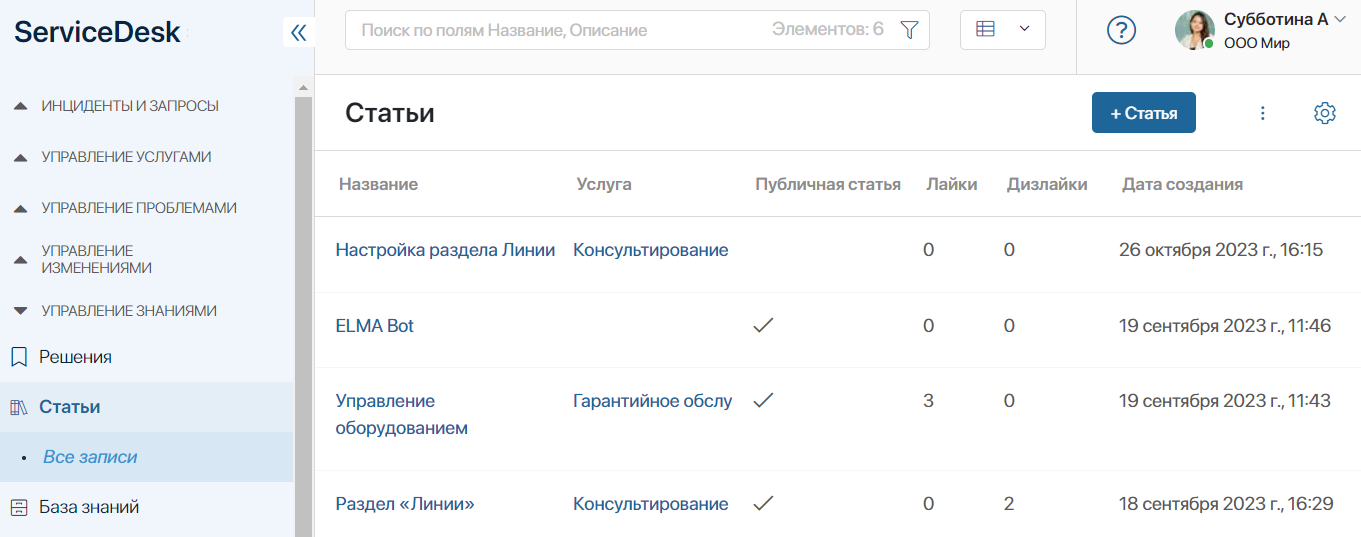 ServiceDesk
ИНЦИДЕНТЫ И ЗАПРОСЫ
УПРАВЛЕНИЕ УСЛУГАМИ
УПРАВЛЕНИЕ ПРОБЛЕМАМИ
УПРАВЛЕНИЕ
ИЗМЕНЕНИЯМИ
УПРАВЛЕНИЕ ЗНАНИЯМИ
Решения
Статьи
Все записи
База знаний
Поиск по полям Название, Описание Элементов: 6
Субботина А
ООО Мир
Статьи
+ Статья
Название Услуга Публичная статья Лайки Дизлайки Дата создания
Настройка раздела Линии Консультирование 0 0 26 октября 2023 г., 16:15
ELMA Bot 0 0 19 сентября 2023 г., 11:46
Управление Гарантийное обслу 3 0 19 сентября 2023 г., 11:43
оборудованием
Раздел «Линии» Консультирование 0 2 18 сентября 2023 г., 16:29